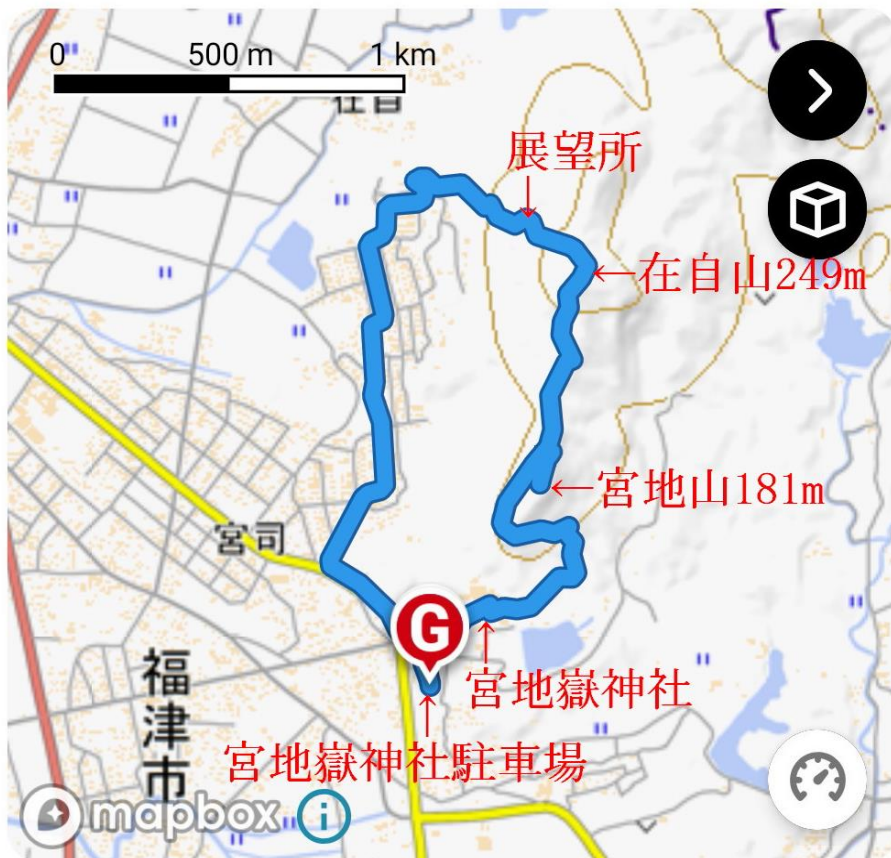 0 500 m 1 km
在自
展望所
←在自山249m
←宮地山181m
宮司
G
福津市
宮地嶽神社
宮地嶽神社駐車場
mapbox
i